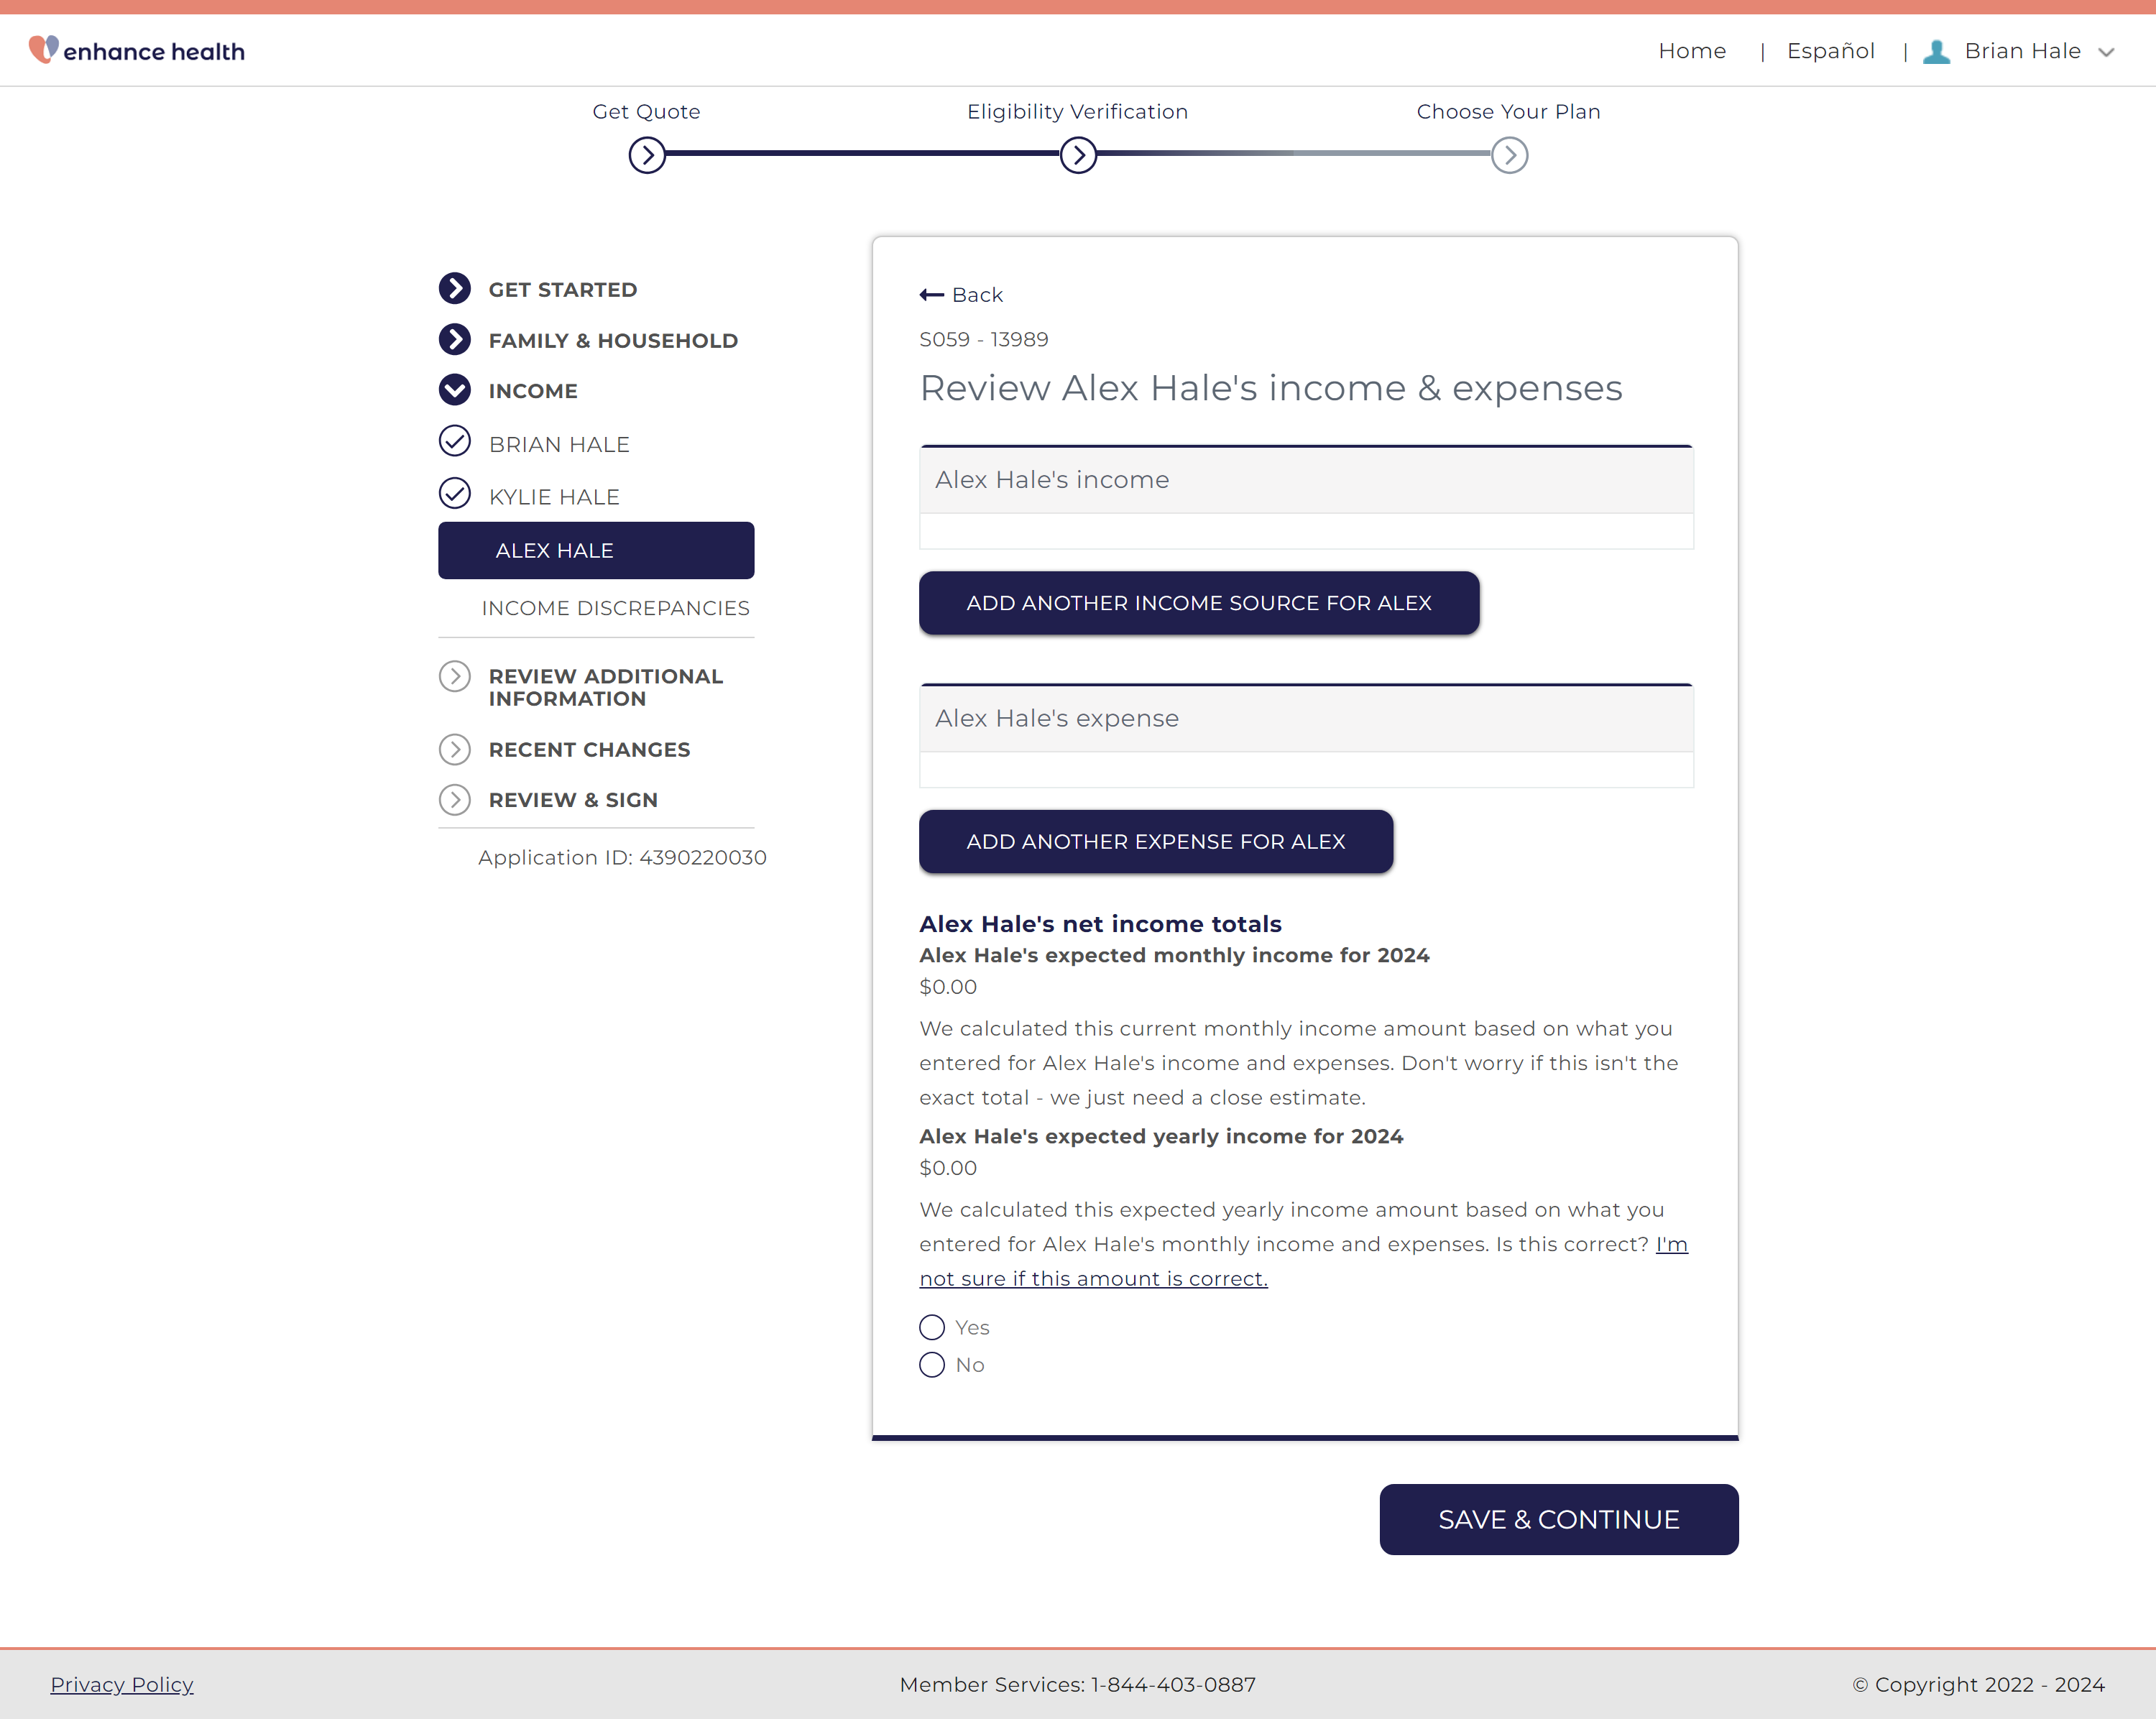 enhance health
Home | Español | Brian Hale
Get Quote
Eligibility Verification
Choose Your Plan
GET STARTED
FAMILY & HOUSEHOLD
INCOME
BRIAN HALE
KYLIE HALE
ALEX HALE
INCOME DISCREPANCIES
REVIEW ADDITIONAL
INFORMATION
RECENT CHANGES
REVIEW & SIGN
Application ID: 4390220030
Back
S059 - 13989
Review Alex Hale's income & expenses
Alex Hale's income
ADD ANOTHER INCOME SOURCE FOR ALEX
Alex Hale's expense
ADD ANOTHER EXPENSE FOR ALEX
Alex Hale's net income totals
Alex Hale's expected monthly income for 2024
$0.00
We calculated this current monthly income amount based on what you
entered for Alex Hale's income and expenses. Don't worry if this isn't the
exact total - we just need a close estimate.
Alex Hale's expected yearly income for 2024
$0.00
We calculated this expected yearly income amount based on what you
entered for Alex Hale's monthly income and expenses. Is this correct? I'm
not sure if this amount is correct.
Yes
No
SAVE & CONTINUE
Privacy Policy
Member Services: 1-844-403-0887
© Copyright 2022 - 2024